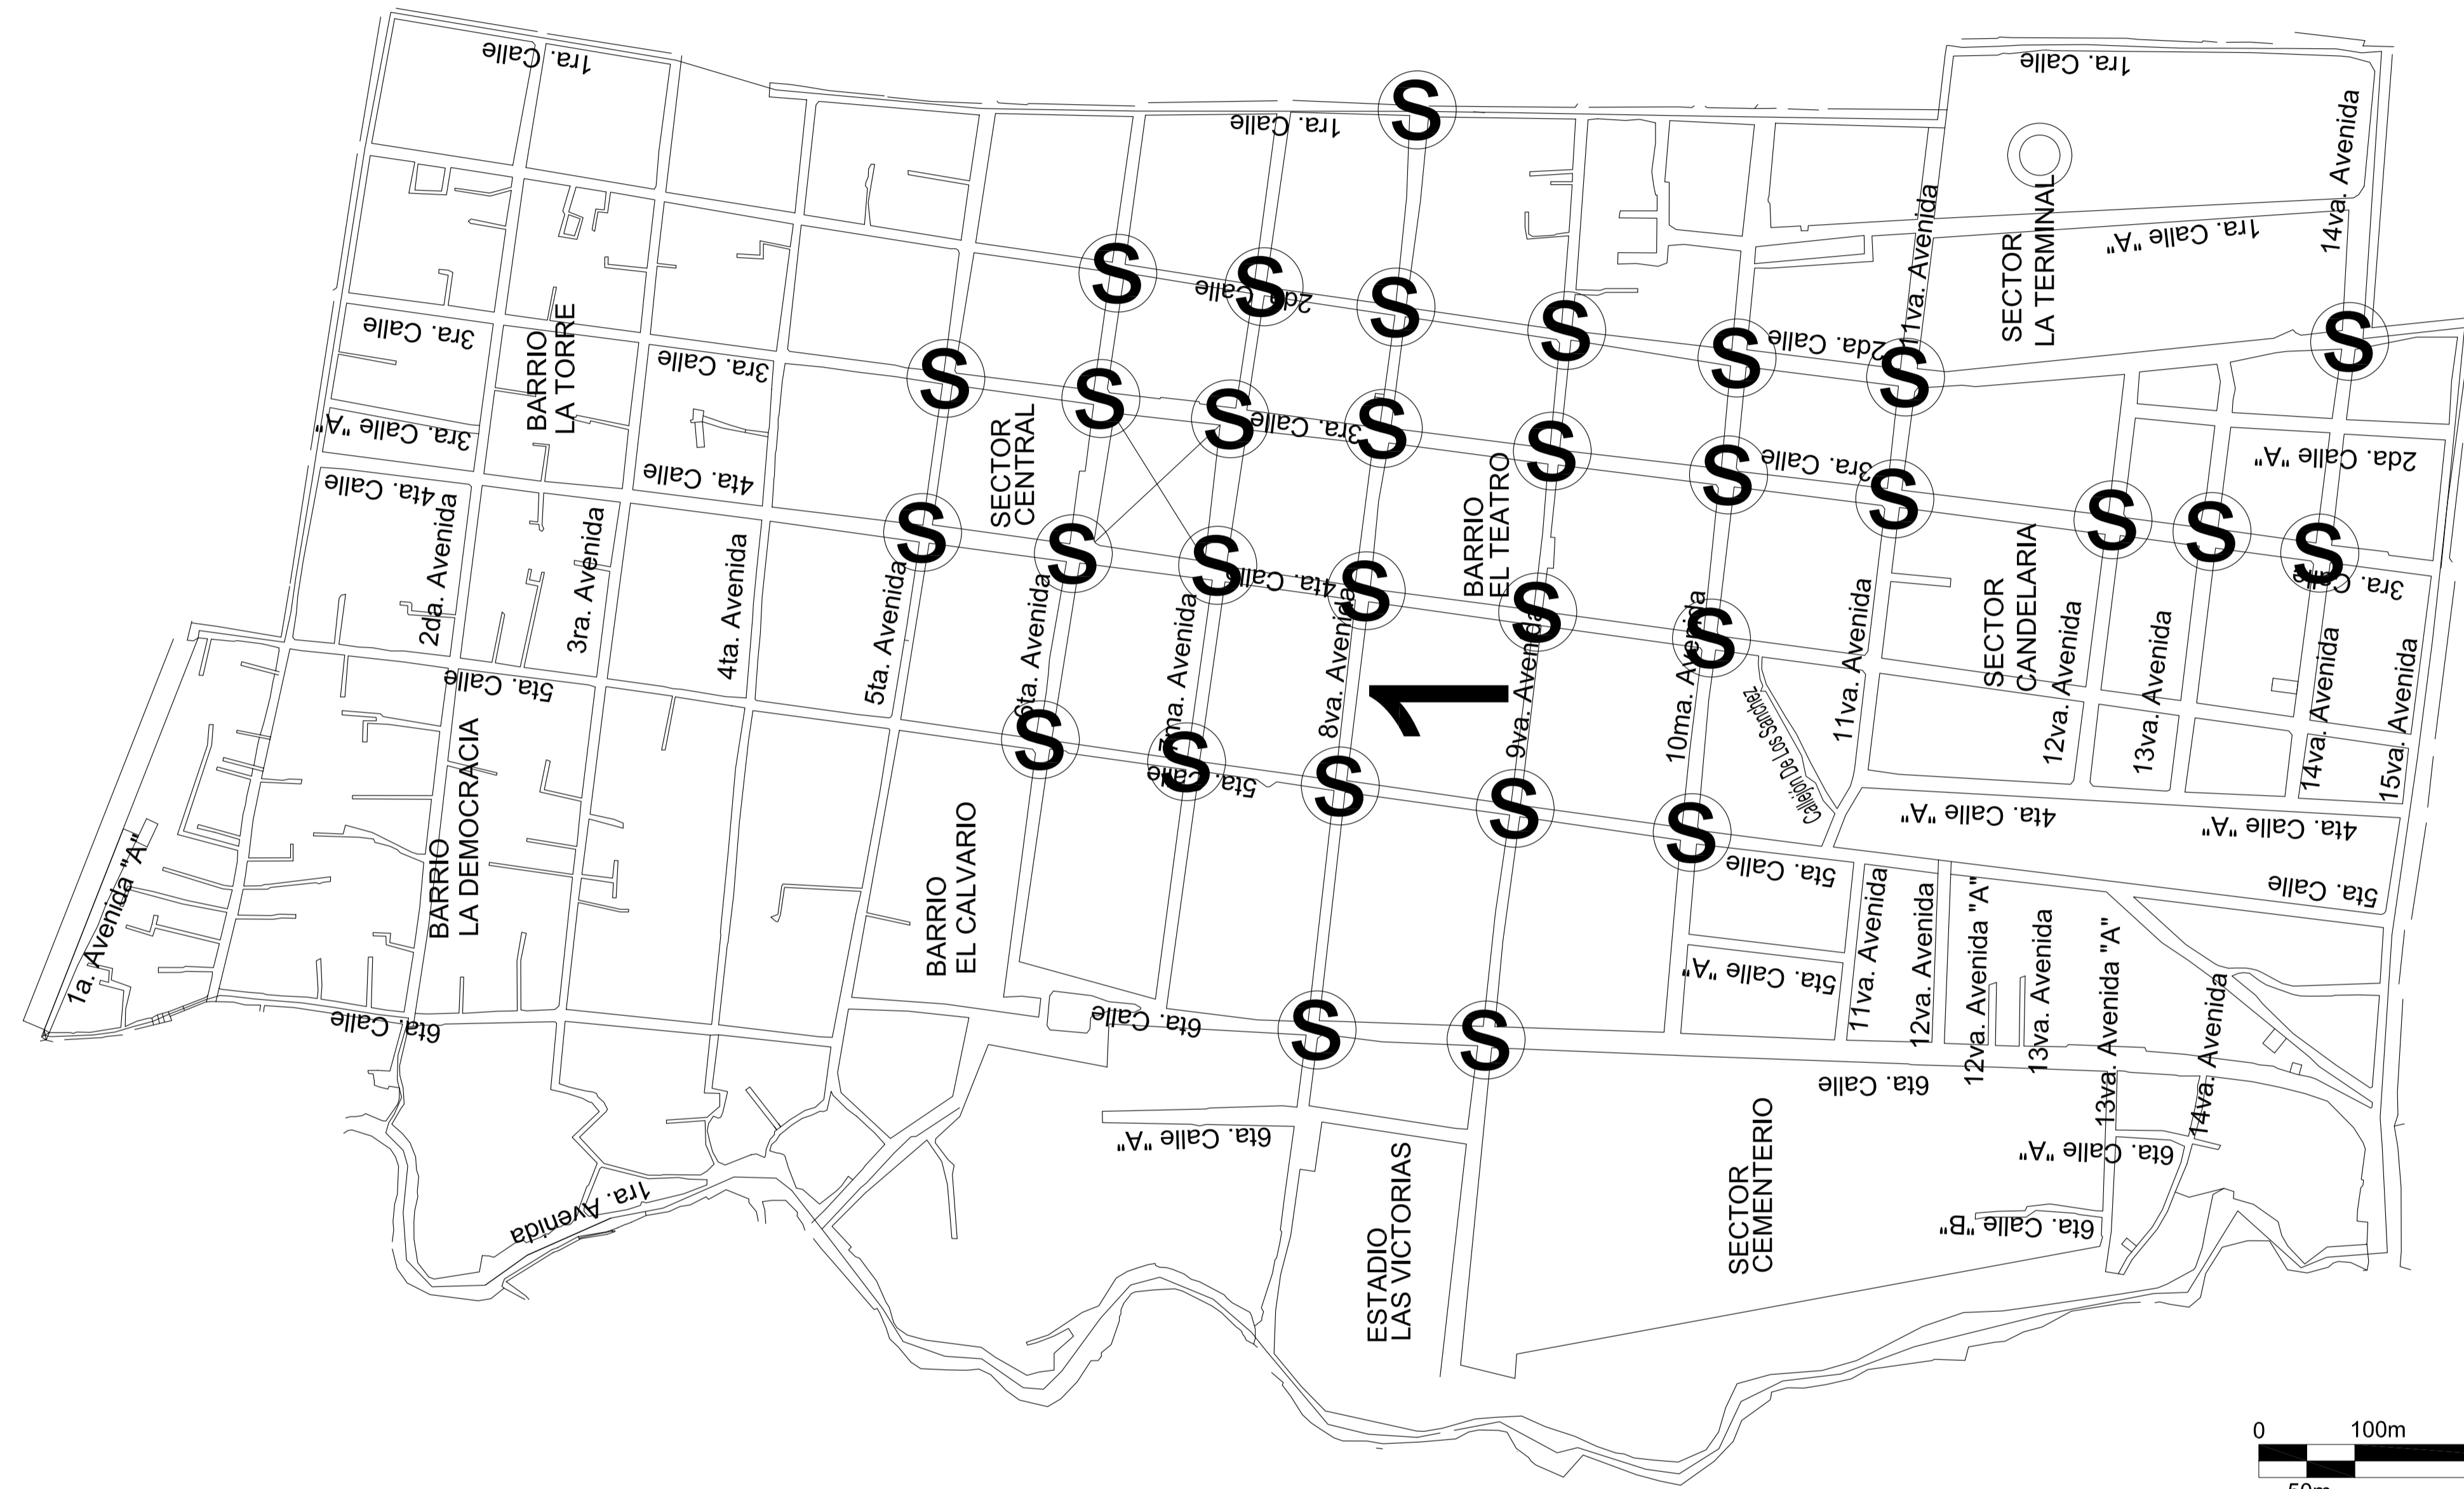 1ra. Calle
1ra. Calle
1ra. Calle
S
14va. Avenida
11va. Avenida
SECTOR
LA TERMINAL
1ra. Calle "A"
S
S
2da. Calle
S
S
S
2da. Calle
S
S
3ra. Calle
BARRIO
LA TORRE
3ra. Calle
S
S
S
3ra. Calle
S
S
S
3ra. Calle
S
2da. Calle "A"
3ra. Calle "A"
4ta. Calle
4ta. Calle
SECTOR
CENTRAL
BARRIO
EL TEATRO
S
S
S
3ra. Calle
2da. Avenida
3ra. Avenida
4ta. Avenida
5ta. Avenida
S
S
S
4ta. Calle
S
S
S
6ta. Avenida
7ma. Avenida
8va. Avenida
1
9va. Avenida
10ma. Avenida
Callejón De Los Sanchez
11va. Avenida
SECTOR
CANDELARIA
12va. Avenida
13va. Avenida
14va. Avenida
15va. Avenida
5ta. Calle
BARRIO
LA DEMOCRACIA
S
S
5ta. Calle
S
S
S
4ta. Calle "A"
4ta. Calle "A"
1a. Avenida "A"
BARRIO
EL CALVARIO
5ta. Calle
5ta. Calle
5ta. Calle "A"
11va. Avenida
12va. Avenida
12va. Avenida "A"
13va. Avenida
13va. Avenida "A"
14va. Avenida
6ta. Calle
6ta. Calle
S
S
6ta. Calle
6ta. Calle "A"
6ta. Calle "A"
1ra. Avenida
ESTADIO
LAS VICTORIAS
SECTOR
CEMENTERIO
6ta. Calle "B"
0 100m
50m